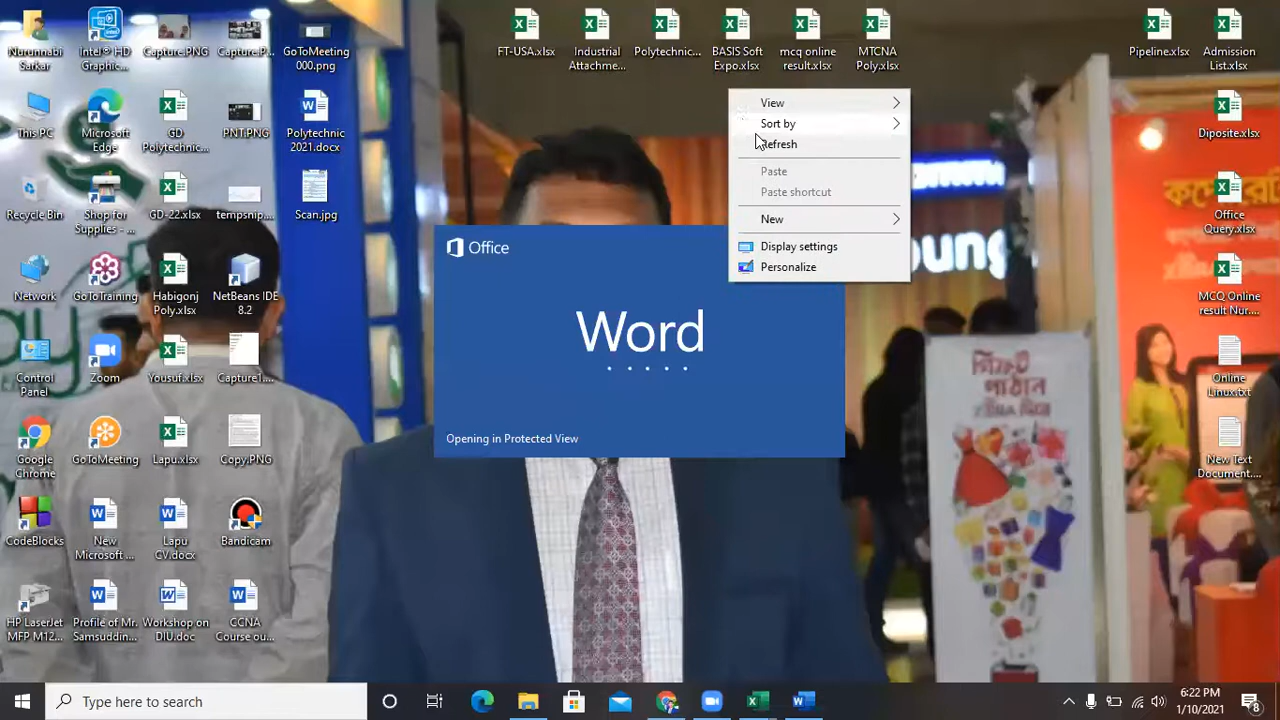 Nurunnabi
Sarkar
Intel® HD
Graphic...
Capture.PNG
Capture.P...
GoToMeeting
000.png
FT-USA.xlsx
Industrial
Attachme...
Polytechnic...
BASIS Soft
Expo.xlsx
mcq online
result.xlsx
MTCNA
Poly.xlsx
Pipeline.xlsx
Admission
List.xlsx
This PC
Microsoft
Edge
GD
Polytechnic...
PNT.PNG
Polytechnic
2021.docx
Diposite.xlsx
Recycle Bin
Shop for
Supplies - ...
GD-22.xlsx
tempsnip....
Scan.jpg
Office
Query.xlsx
Network
GoToTraining
Habigonj
Poly.xlsx
NetBeans IDE
8.2
MCQ Online
result Nur....
Control
Panel
Zoom
Yousuf.xlsx
Capture1....
Online
Linux.txt
Google
Chrome
GoToMeeting
Lapu.xlsx
Copy.PNG
New Text
Document....
CodeBlocks
New
Microsoft ...
Lapu
CV.docx
Bandicam
HP LaserJet
MFP M12...
Profile of Mr.
Samsuddin...
Workshop on
DIU.doc
CCNA
Course ou...
View
Sort by
Refresh
Paste
Paste shortcut
New
Display settings
Personalize
Office
Word
Opening in Protected View
young
গিফট
পাঠান
Type here to search
6:22 PM
1/10/2021
8